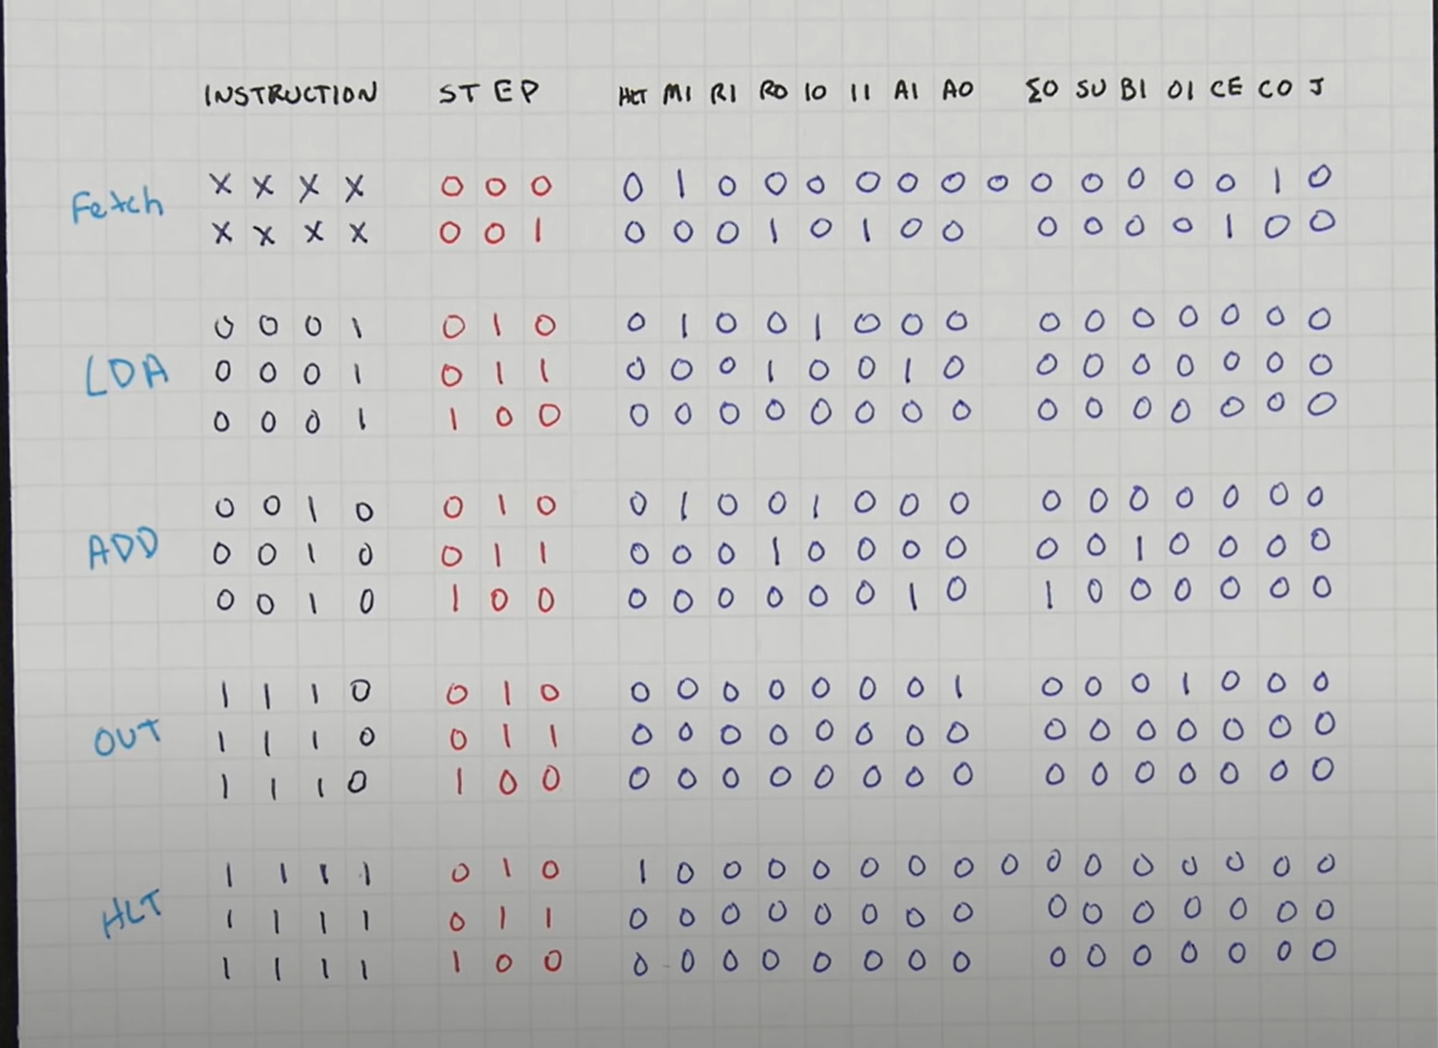 INSTRUCTION STEP HLT MI RI RO IO II AI AO ΣO SU BI OI CE CO J
Fetch X X X X 0 0 0 0 1 0 0 0 0 0 0 0 0 0 0 0 0 1 0
X X X X 0 0 1 0 0 0 1 0 1 0 0 0 0 0 0 1 0 0
LDA 0 0 0 1 0 1 0 0 1 0 0 1 0 0 0 0 0 0 0 0 0 0
0 0 0 1 0 1 1 0 0 0 1 0 0 1 0 0 0 0 0 0 0 0
0 0 0 1 1 0 0 0 0 0 0 0 0 0 0 0 0 0 0 0 0 0
ADD 0 0 1 0 0 1 0 0 1 0 0 1 0 0 0 0 0 0 0 0 0 0
0 0 1 0 0 1 1 0 0 0 1 0 0 0 0 0 0 1 0 0 0 0
0 0 1 0 1 0 0 0 0 0 0 0 0 1 0 1 0 0 0 0 0 0
OUT 1 1 1 0 0 1 0 0 0 0 0 0 0 0 1 0 0 0 1 0 0 0
1 1 1 0 0 1 1 0 0 0 0 0 0 0 0 0 0 0 0 0 0 0
1 1 1 0 1 0 0 0 0 0 0 0 0 0 0 0 0 0 0 0 0 0
HLT 1 1 1 1 0 1 0 1 0 0 0 0 0 0 0 0 0 0 0 0 0 0 0
1 1 1 1 0 1 1 0 0 0 0 0 0 0 0 0 0 0 0 0 0 0
1 1 1 1 1 0 0 0 0 0 0 0 0 0 0 0 0 0 0 0 0 0